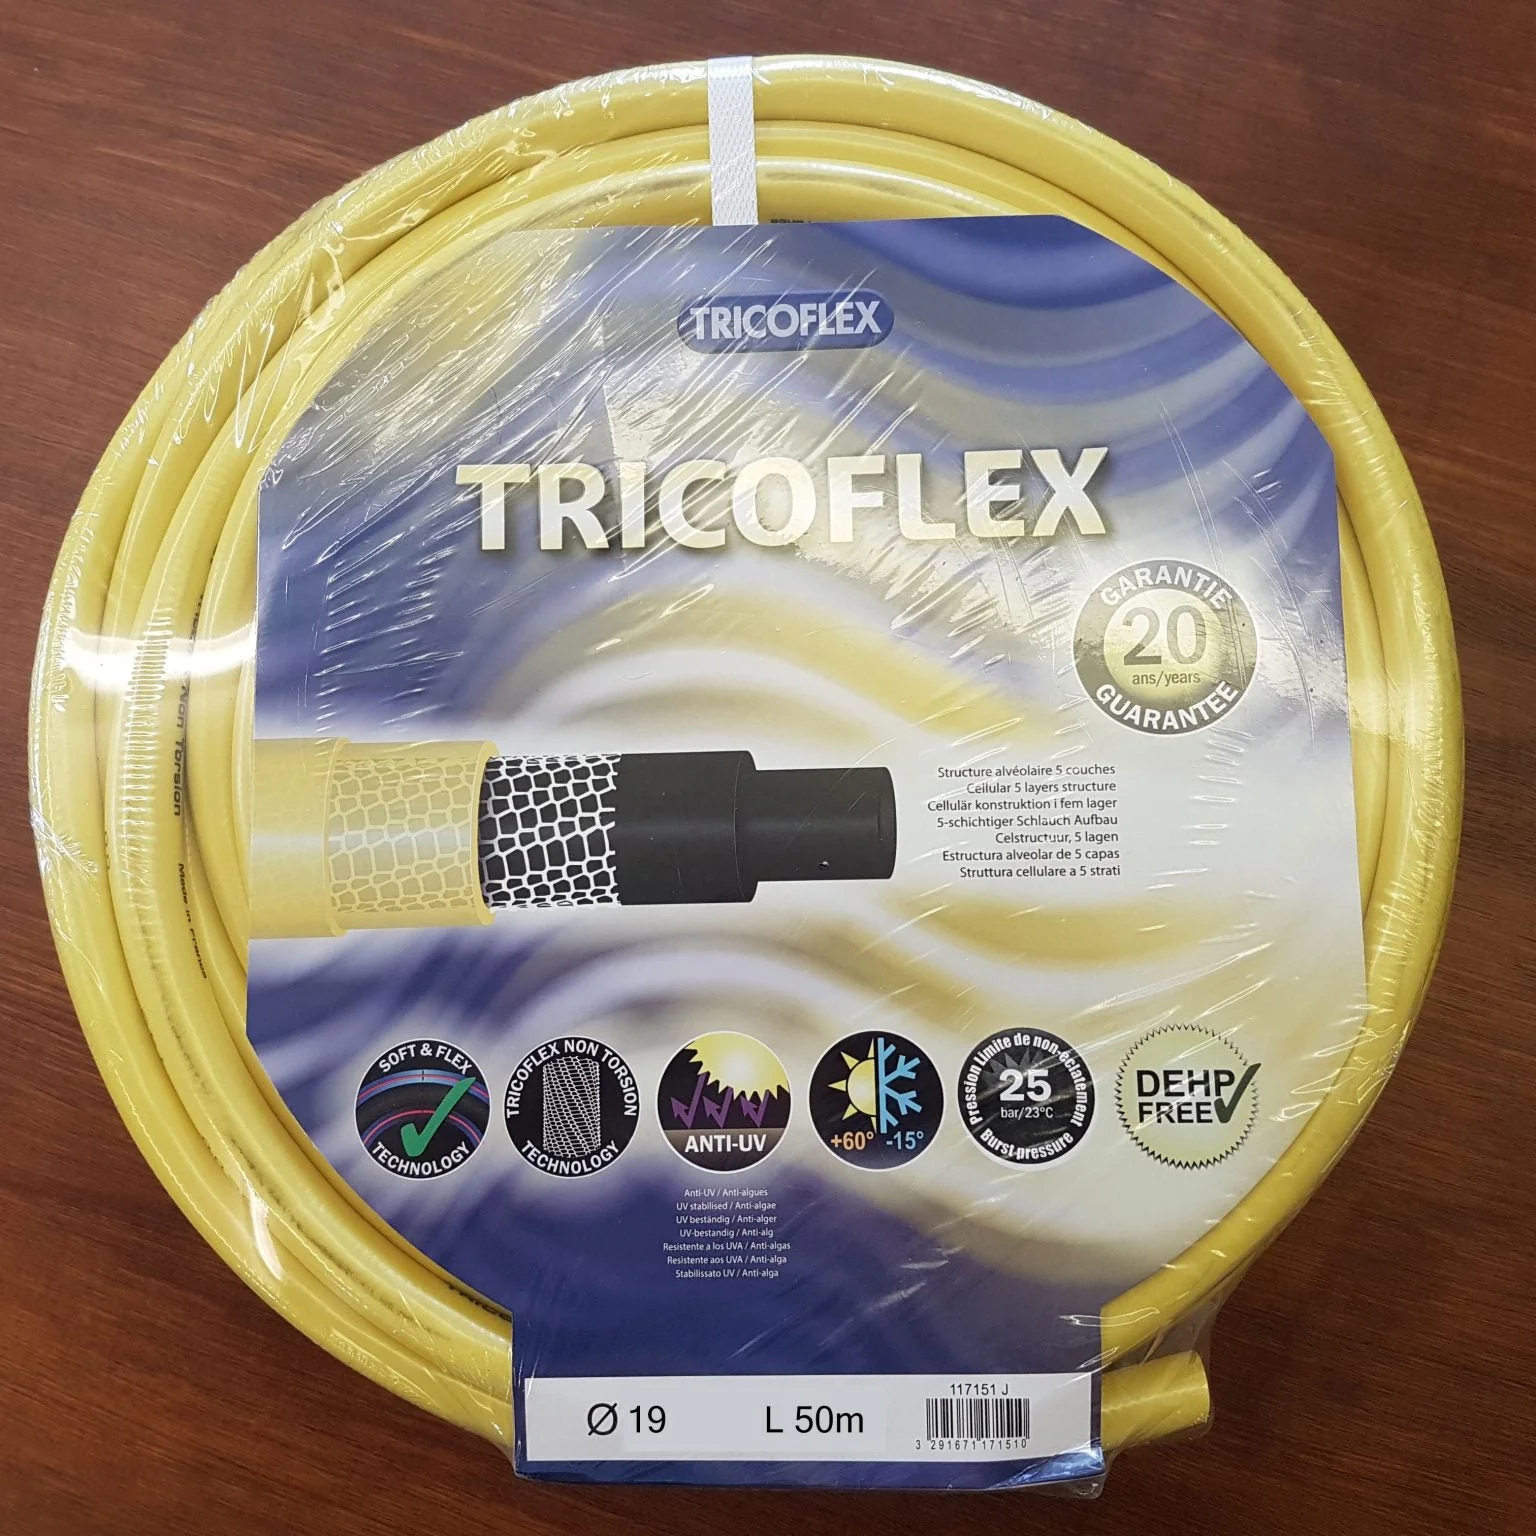 TRICOFLEX
TRICOFLEX
GARANTIE
20
ans/years
GUARANTEE
Non Torsion
Made in France
Structure alvéolaire 5 couches
Cellular 5 layers structure
Cellulär konstruktion i fem lager
5-schichtiger Schlauch Aufbau
Celstructuur, 5 lagen
Estructura alveolar de 5 capas
Struttura cellulare a 5 strati
SOFT & FLEX
TECHNOLOGY
TRICOFLEX NON TORSION
TECHNOLOGY
ANTI-UV
+60° -15°
Pression Limite de non-éclatement
25
bar/23°C
Burst pressure
DEHP
FREE
Anti-UV / Anti-algues
UV stabilised / Anti-algae
UV beständig / Anti-alger
UV-bestandig / Anti-alg
Resistente a los UVA / Anti-algas
Resistente aos UVA / Anti-alga
Stabilissato UV / Anti-alga
Ø 19 L 50m
117151 J
3 291671 171510